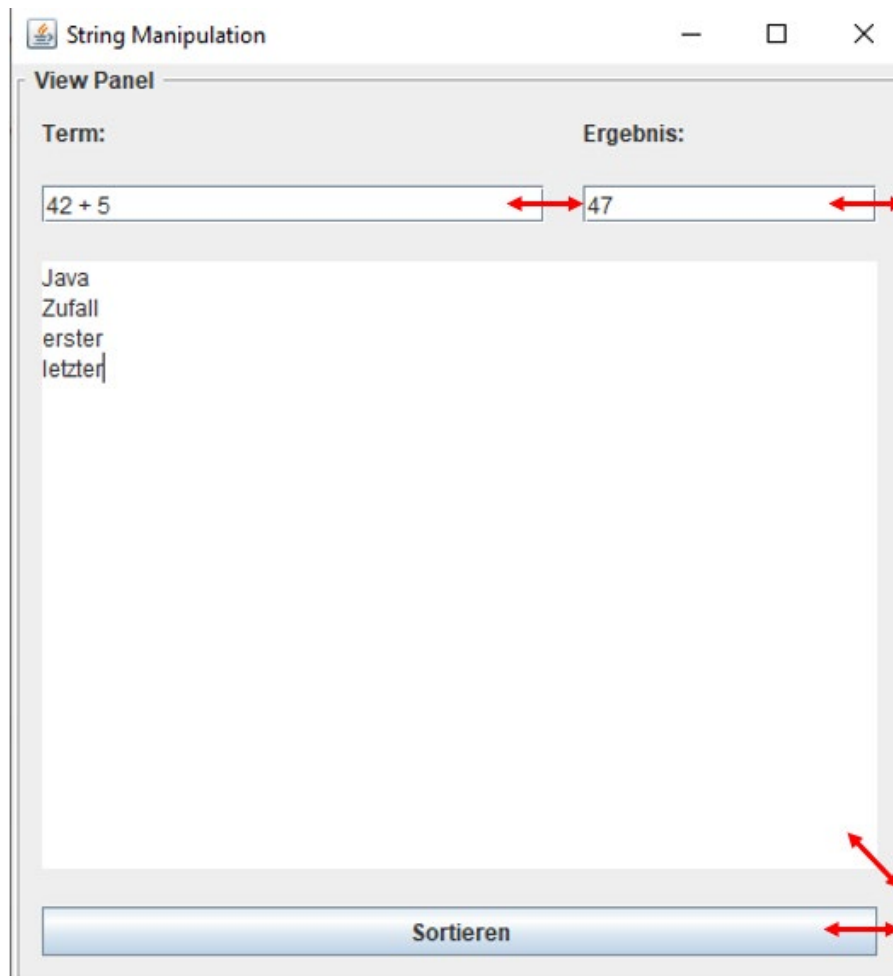 String Manipulation
View Panel
Term: Ergebnis:
42 + 5 47
Java
Zufall
erster
letzter
Sortieren